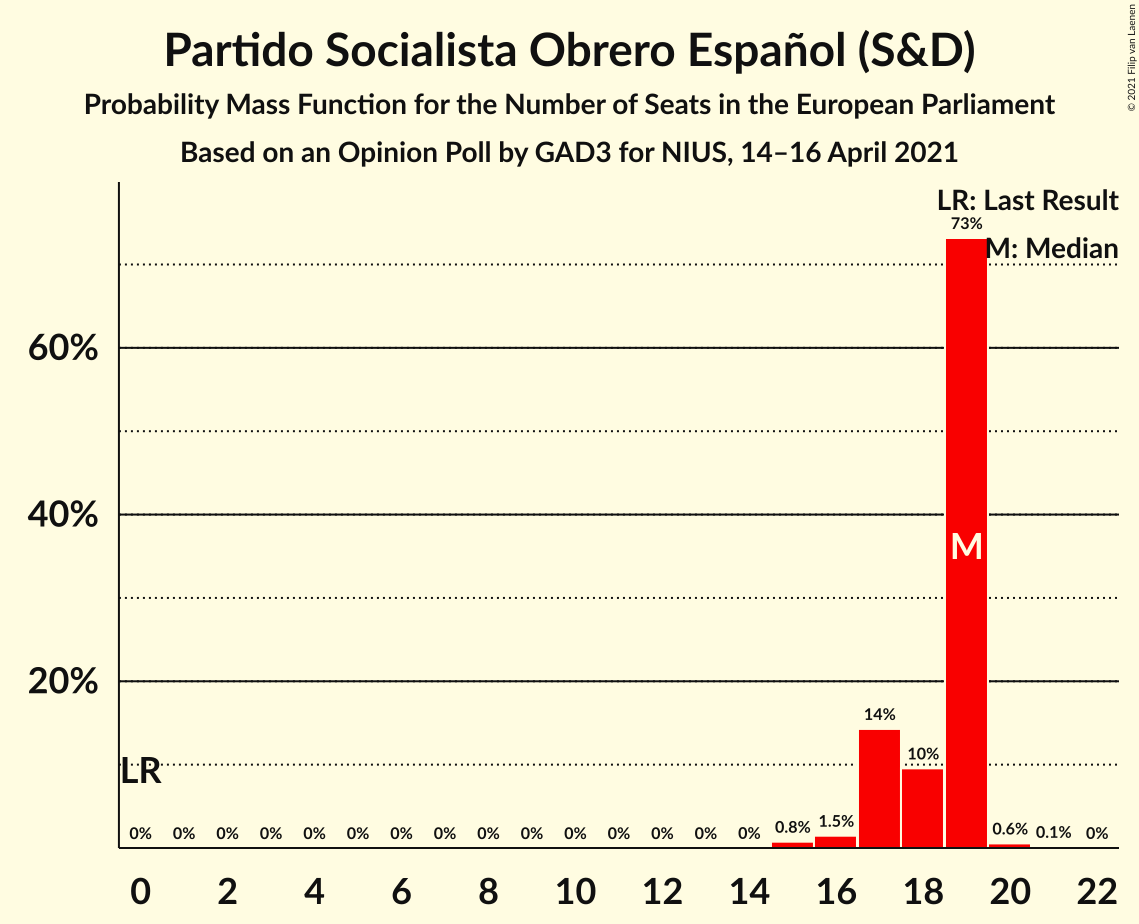 Partido Socialista Obrero Español (S&D)
Probability Mass Function for the Number of Seats in the European Parliament
Based on an Opinion Poll by GAD3 for NIUS, 14–16 April 2021
© 2021 Filip van Laenen
LR: Last Result
M: Median
73%
60%
40%
M
20%
14%
10%
LR
0% 0% 0% 0% 0% 0% 0% 0% 0% 0% 0% 0% 0% 0% 0% 0.8% 1.5% 0.6% 0.1% 0%
0 2 4 6 8 10 12 14 16 18 20 22